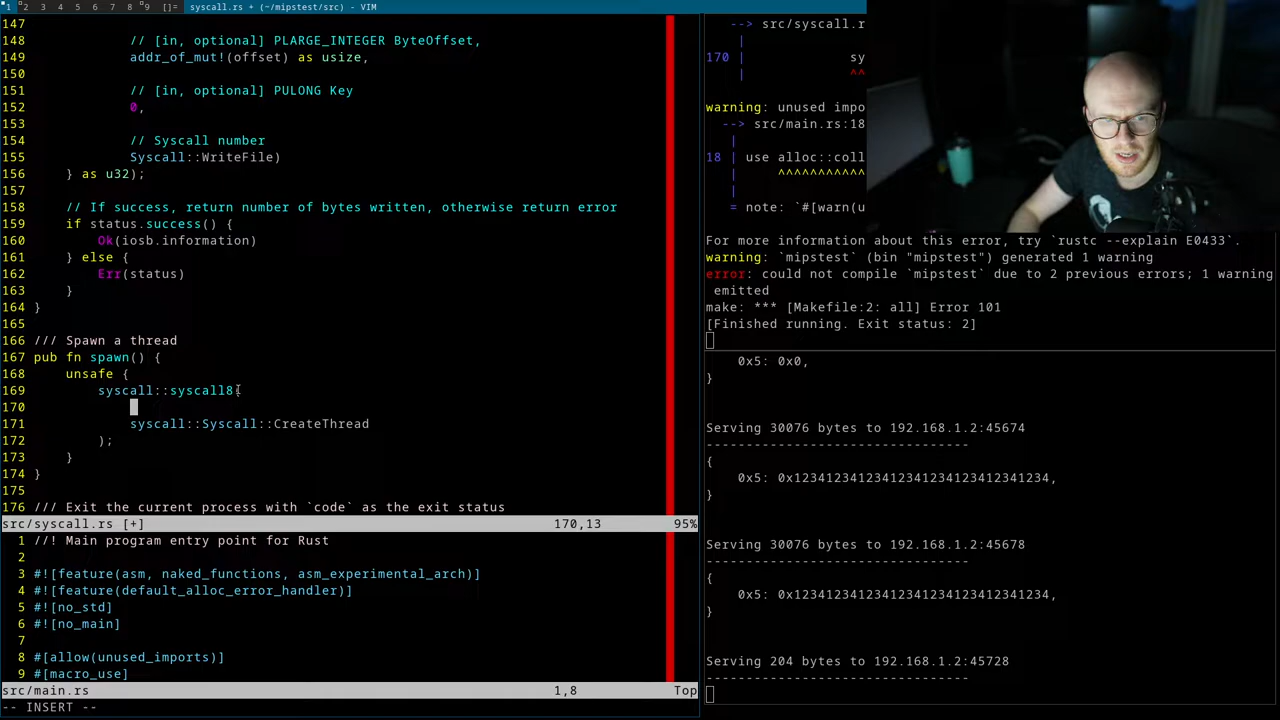 1 2 3 4 5 6 7 8 9 []= syscall.rs + (~/mipstest/src) - VIM
147
148 // [in, optional] PLARGE_INTEGER ByteOffset,
149 addr_of_mut!(offset) as usize,
150
151 // [in, optional] PULONG Key
152 0,
153
154 // Syscall number
155 Syscall::WriteFile)
156 } as u32);
157
158 // If success, return number of bytes written, otherwise return error
159 if status.success() {
160 Ok(iosb.information)
161 } else {
162 Err(status)
163 }
164 }
165
166 /// Spawn a thread
167 pub fn spawn() {
168 unsafe {
169 syscall::syscall8(
170
171 syscall::Syscall::CreateThread
172 );
173 }
174 }
175
176 /// Exit the current process with `code` as the exit status
src/syscall.rs [+] 170,13 95%
1 //! Main program entry point for Rust
2
3 #![feature(asm, naked_functions, asm_experimental_arch)]
4 #![feature(default_alloc_error_handler)]
5 #![no_std]
6 #![no_main]
7
8 #[allow(unused_imports)]
9 #[macro_use]
src/main.rs 1,8 Top
-- INSERT --
--> src/syscall.r
|
170 | sy
| ^^
warning: unused impo
--> src/main.rs:18
|
18 | use alloc::coll
| ^^^^^^^^^^^
|
= note: `#[warn(u
For more information about this error, try `rustc --explain E0433`.
warning: `mipstest` (bin "mipstest") generated 1 warning
error: could not compile `mipstest` due to 2 previous errors; 1 warning
emitted
make: *** [Makefile:2: all] Error 101
[Finished running. Exit status: 2]
0x5: 0x0,
}
Serving 30076 bytes to 192.168.1.2:45674
---------------------------------
{
0x5: 0x1234123412341234123412341234,
}
Serving 30076 bytes to 192.168.1.2:45678
---------------------------------
{
0x5: 0x1234123412341234123412341234,
}
Serving 204 bytes to 192.168.1.2:45728
---------------------------------